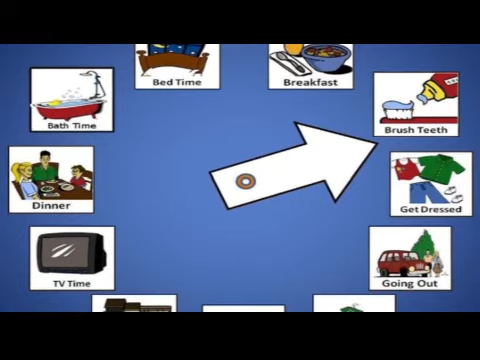 Bed Time
Breakfast
Bath Time
Brush Teeth
Dinner
Get Dressed
TV Time
Going Out